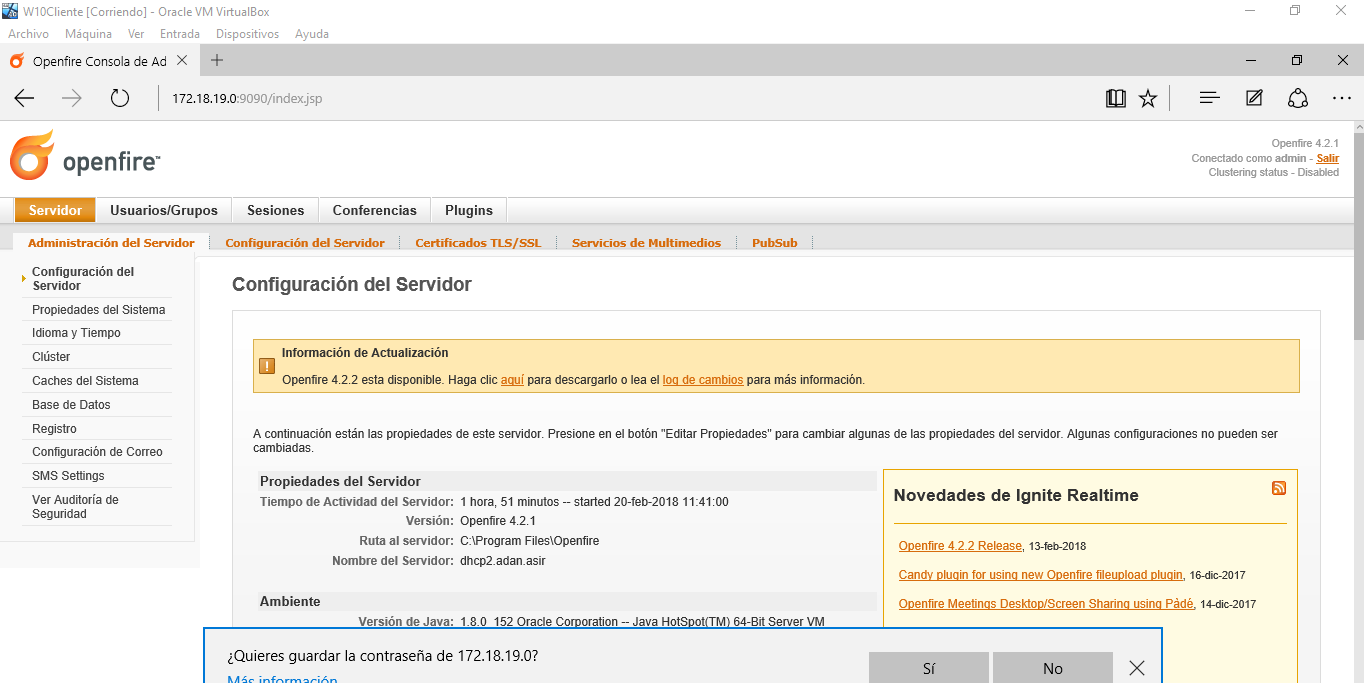 W10Cliente [Corriendo] - Oracle VM VirtualBox
Archivo Máquina Ver Entrada Dispositivos Ayuda
Openfire Consola de Ad
172.18.19.0:9090/index.jsp
openfire™
Openfire 4.2.1
Conectado como admin - Salir
Clustering status - Disabled
Servidor Usuarios/Grupos Sesiones Conferencias Plugins
Administración del Servidor Configuración del Servidor Certificados TLS/SSL Servicios de Multimedios PubSub
Configuración del
Servidor
Propiedades del Sistema
Idioma y Tiempo
Clúster
Caches del Sistema
Base de Datos
Registro
Configuración de Correo
SMS Settings
Ver Auditoría de
Seguridad
Configuración del Servidor
Información de Actualización
Openfire 4.2.2 esta disponible. Haga clic aquí para descargarlo o lea el log de cambios para más información.
A continuación están las propiedades de este servidor. Presione en el botón "Editar Propiedades" para cambiar algunas de las propiedades del servidor. Algunas configuraciones no pueden ser
cambiadas.
Propiedades del Servidor
Tiempo de Actividad del Servidor: 1 hora, 51 minutos -- started 20-feb-2018 11:41:00
Versión: Openfire 4.2.1
Ruta al servidor: C:\Program Files\Openfire
Nombre del Servidor: dhcp2.adan.asir
Ambiente
Versión de Java: 1.8.0_152 Oracle Corporation -- Java HotSpot(TM) 64-Bit Server VM
Novedades de Ignite Realtime
Openfire 4.2.2 Release, 13-feb-2018
Candy plugin for using new Openfire fileupload plugin, 16-dic-2017
Openfire Meetings Desktop/Screen Sharing using Pàdé, 14-dic-2017
¿Quieres guardar la contraseña de 172.18.19.0?
Más información
Sí No